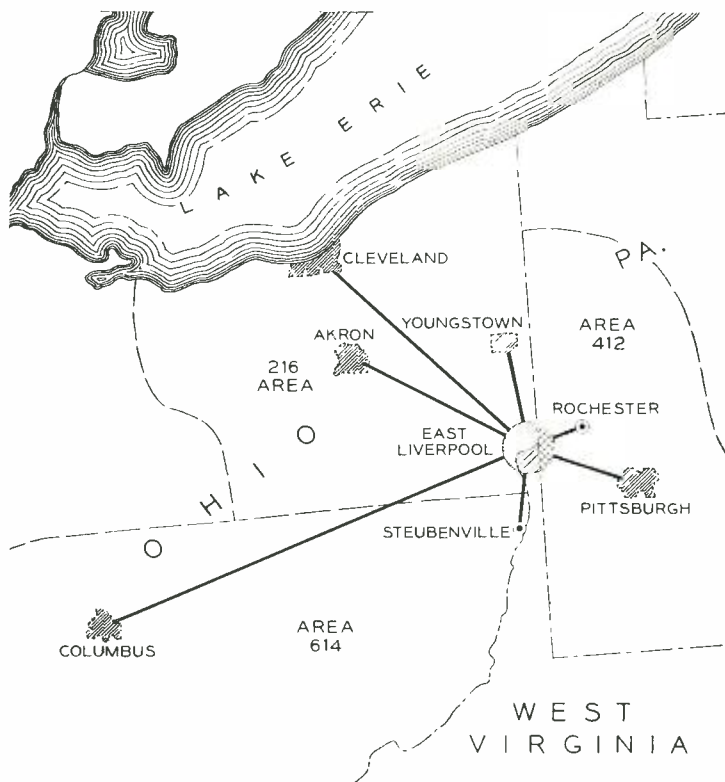 LAKE ERIE
PA.
CLEVELAND
YOUNGSTOWN
AREA
412
AKRON
216
AREA
ROCHESTER
EAST
LIVERPOOL
OHIO
PITTSBURGH
STEUBENVILLE
COLUMBUS
AREA
614
WEST
VIRGINIA